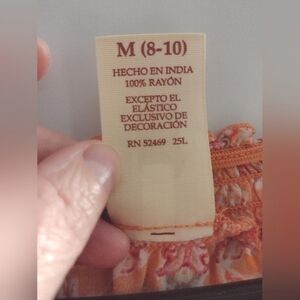 M (8-10)
HECHO EN INDIA
100% RAYÓN
EXCEPTO EL
ELÁSTICO
EXCLUSIVO DE
DECORACIÓN
RN 52469 25L